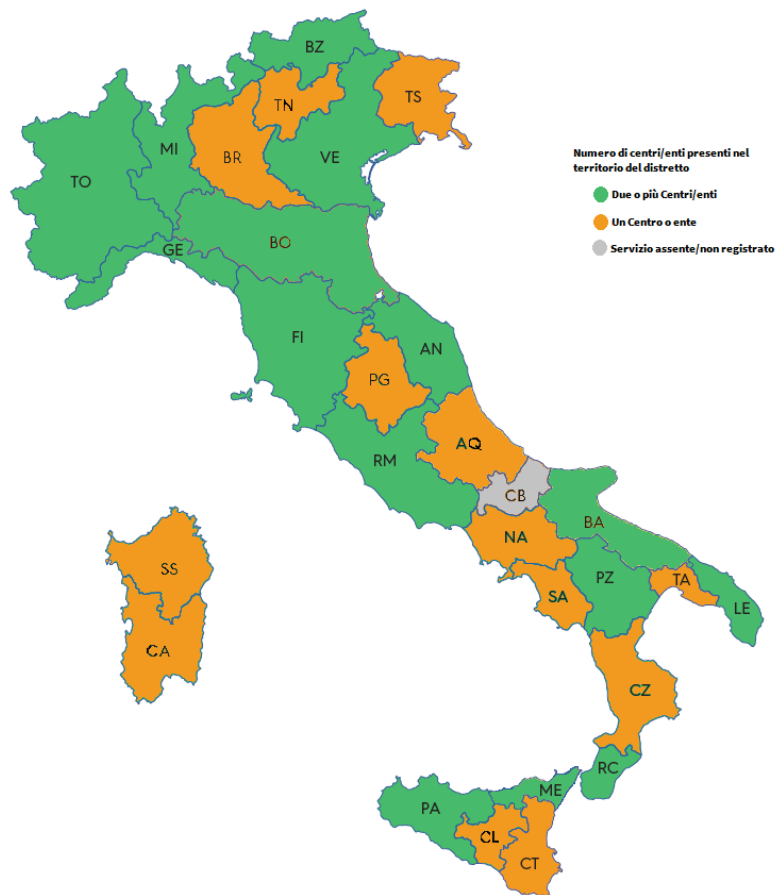 BZ
TN
TS
MI
BR
VE
TO
Numero di centri/enti presenti nel
territorio del distretto
Due o più Centri/enti
Un Centro o ente
Servizio assente/non registrato
GE
BO
FI
AN
PG
AQ
RM
CB
BA
NA
SS
PZ
TA
SA
LE
CA
CZ
RC
ME
PA
CL
CT